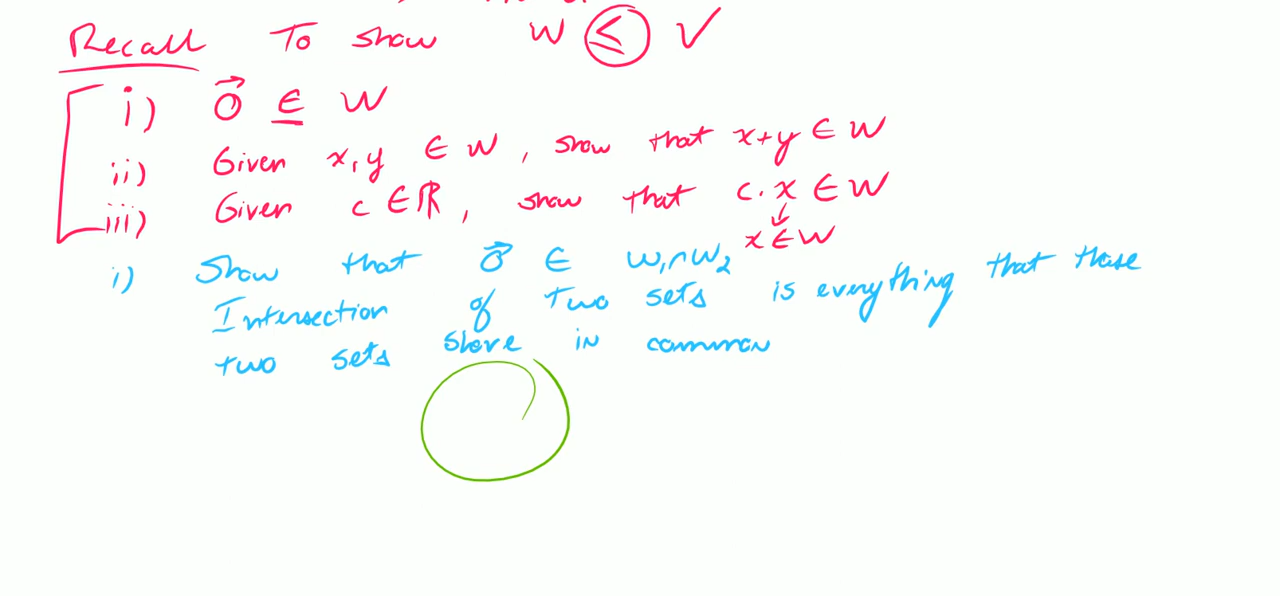 Recall To show W ≤ V
i) 0⃗ ∈ W
ii) Given x, y ∈ W, show that x+y ∈ W
iii) Given c ∈ ℝ, show that c·x ∈ W
x ∈ W
i) Show that 0⃗ ∈ W₁∩W₂
Intersection of two sets is everything that those
two sets share in common